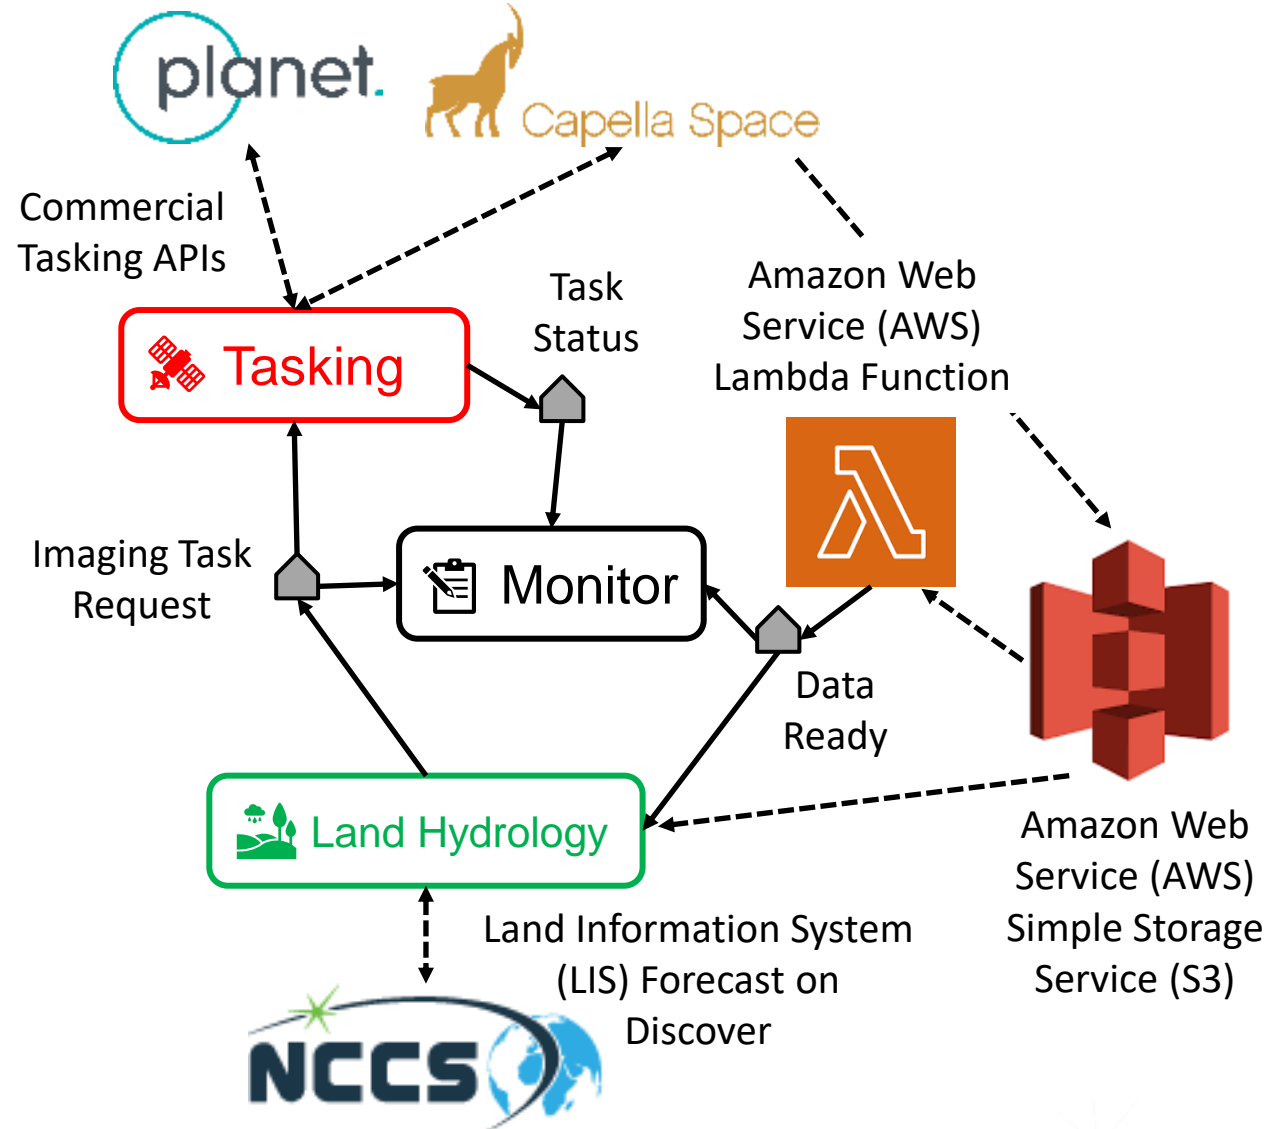 planet.
Capella Space
Commercial
Tasking APIs
Task
Status
Amazon Web
Service (AWS)
Lambda Function
Tasking
Imaging Task
Request
Monitor
Data
Ready
Land Hydrology
Amazon Web
Service (AWS)
Simple Storage
Service (S3)
Land Information System
(LIS) Forecast on
Discover
NCCS